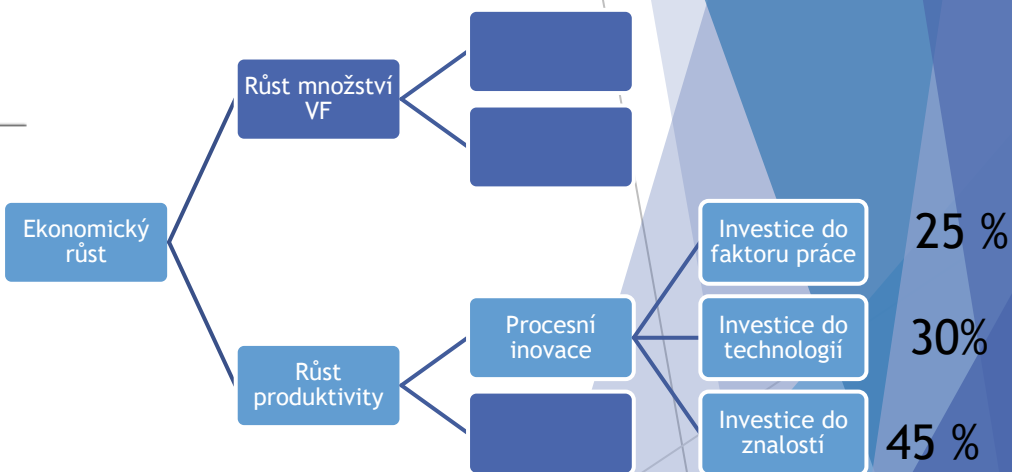 Růst množství
VF
Ekonomický
růst
Růst
produktivity
Procesní
inovace
Investice do
faktoru práce
25 %
Investice do
technologií
30%
Investice do
znalostí
45 %